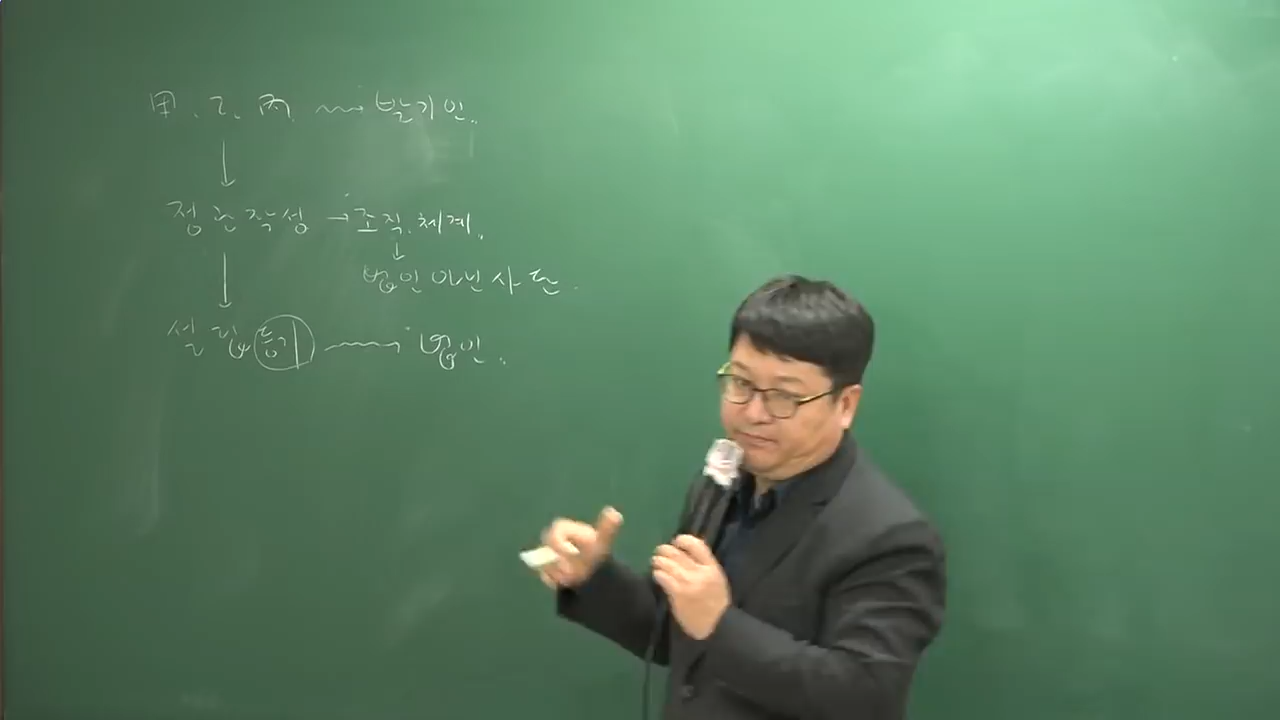 甲. 乙. 丙. → 발기인.
↓
정관작성 → 조직.체계.
↓
법인 아닌 사단.
↓
설립등기 → 법인.